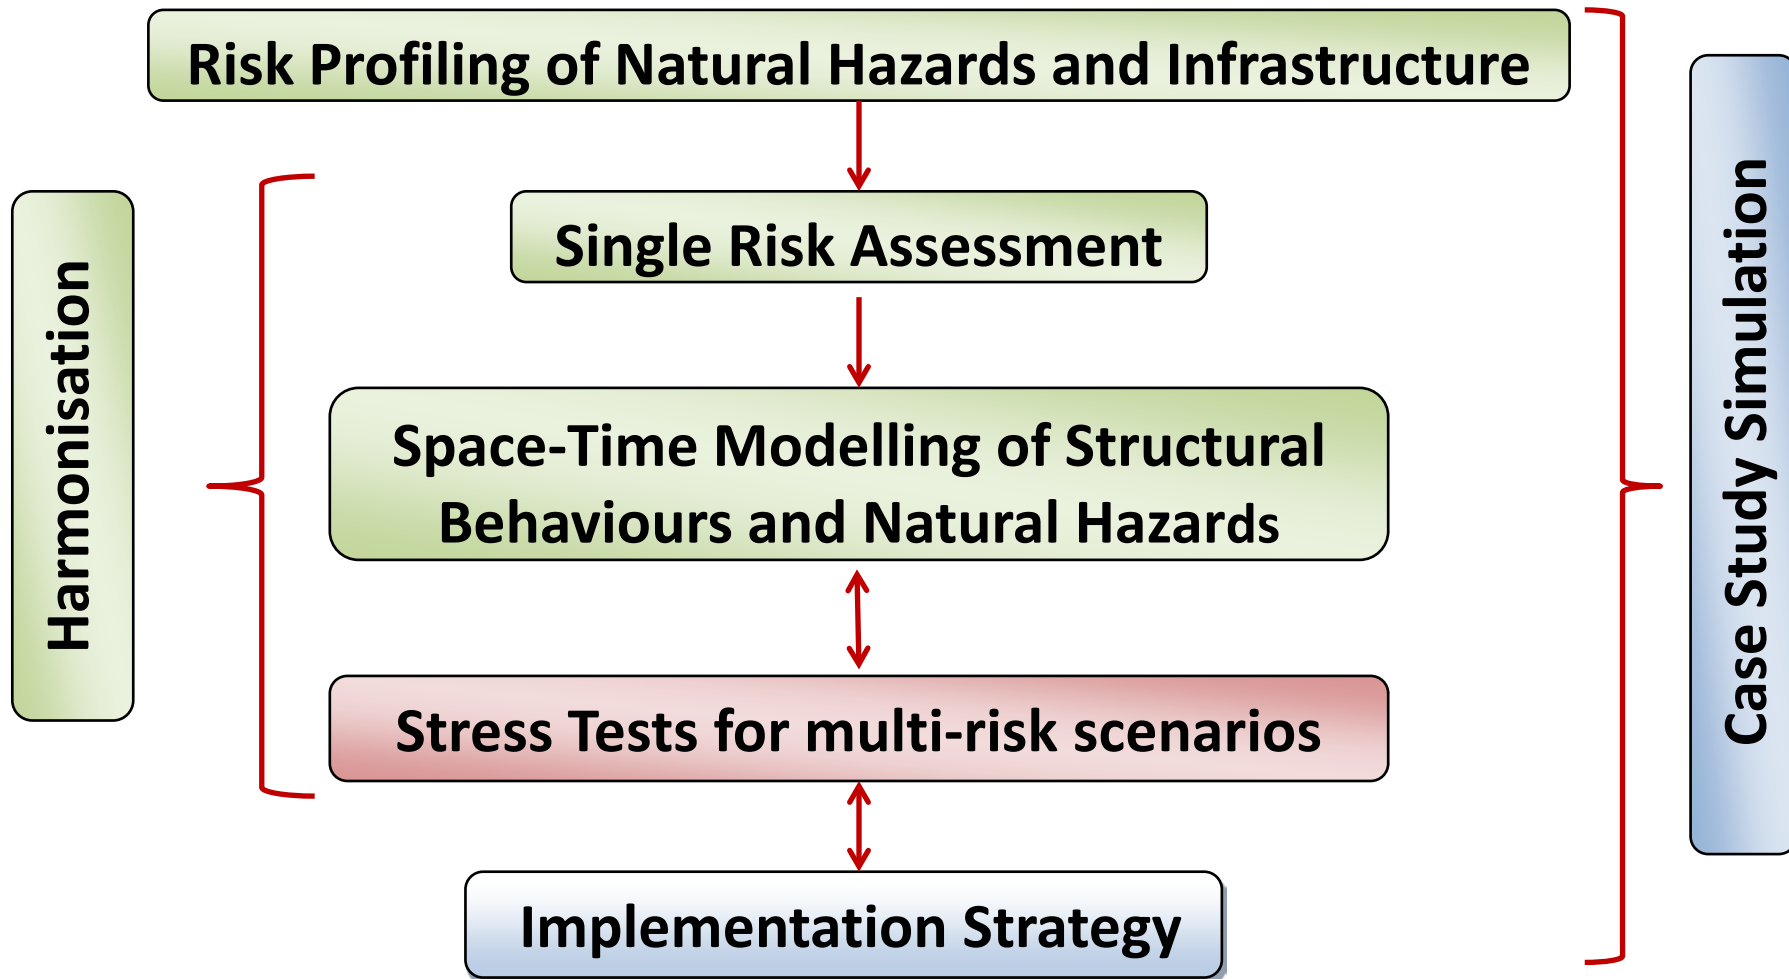 Risk Profiling of Natural Hazards and Infrastructure
Harmonisation
Single Risk Assessment
Space-Time Modelling of Structural
Behaviours and Natural Hazards
Stress Tests for multi-risk scenarios
Implementation Strategy
Case Study Simulation